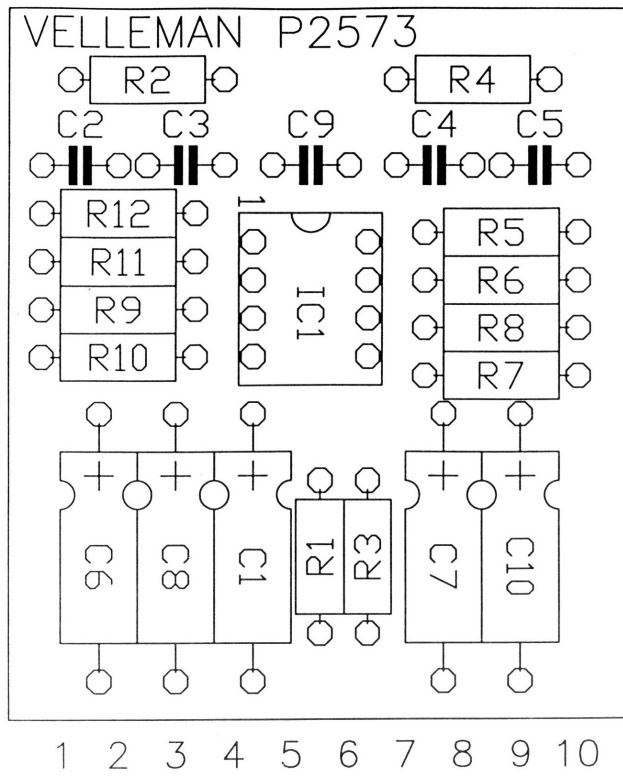 VELLEMAN P2573
R2 R4
C2 C3 C9 C4 C5
1
R12 R5
R11 R6
R9 IC1 R8
R10 R7
C6 C8 C1 R1 R3 C7 C10
1 2 3 4 5 6 7 8 9 10